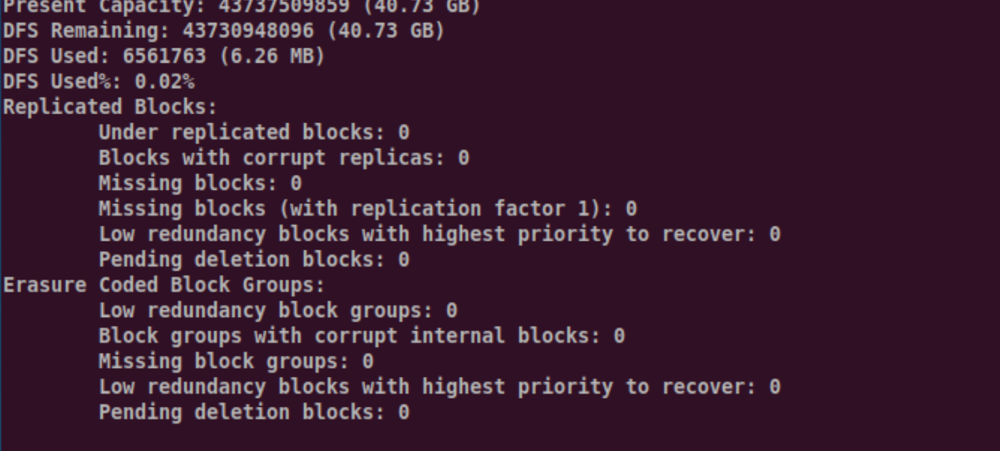 Present Capacity: 43737509859 (40.73 GB)
DFS Remaining: 43730948096 (40.73 GB)
DFS Used: 6561763 (6.26 MB)
DFS Used%: 0.02%
Replicated Blocks:
Under replicated blocks: 0
Blocks with corrupt replicas: 0
Missing blocks: 0
Missing blocks (with replication factor 1): 0
Low redundancy blocks with highest priority to recover: 0
Pending deletion blocks: 0
Erasure Coded Block Groups:
Low redundancy block groups: 0
Block groups with corrupt internal blocks: 0
Missing block groups: 0
Low redundancy blocks with highest priority to recover: 0
Pending deletion blocks: 0